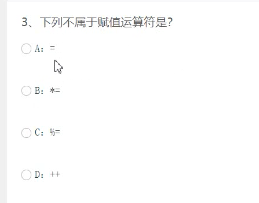 3、下列不属于赋值运算符是?
A: =
B: *=
C: %=
D: ++